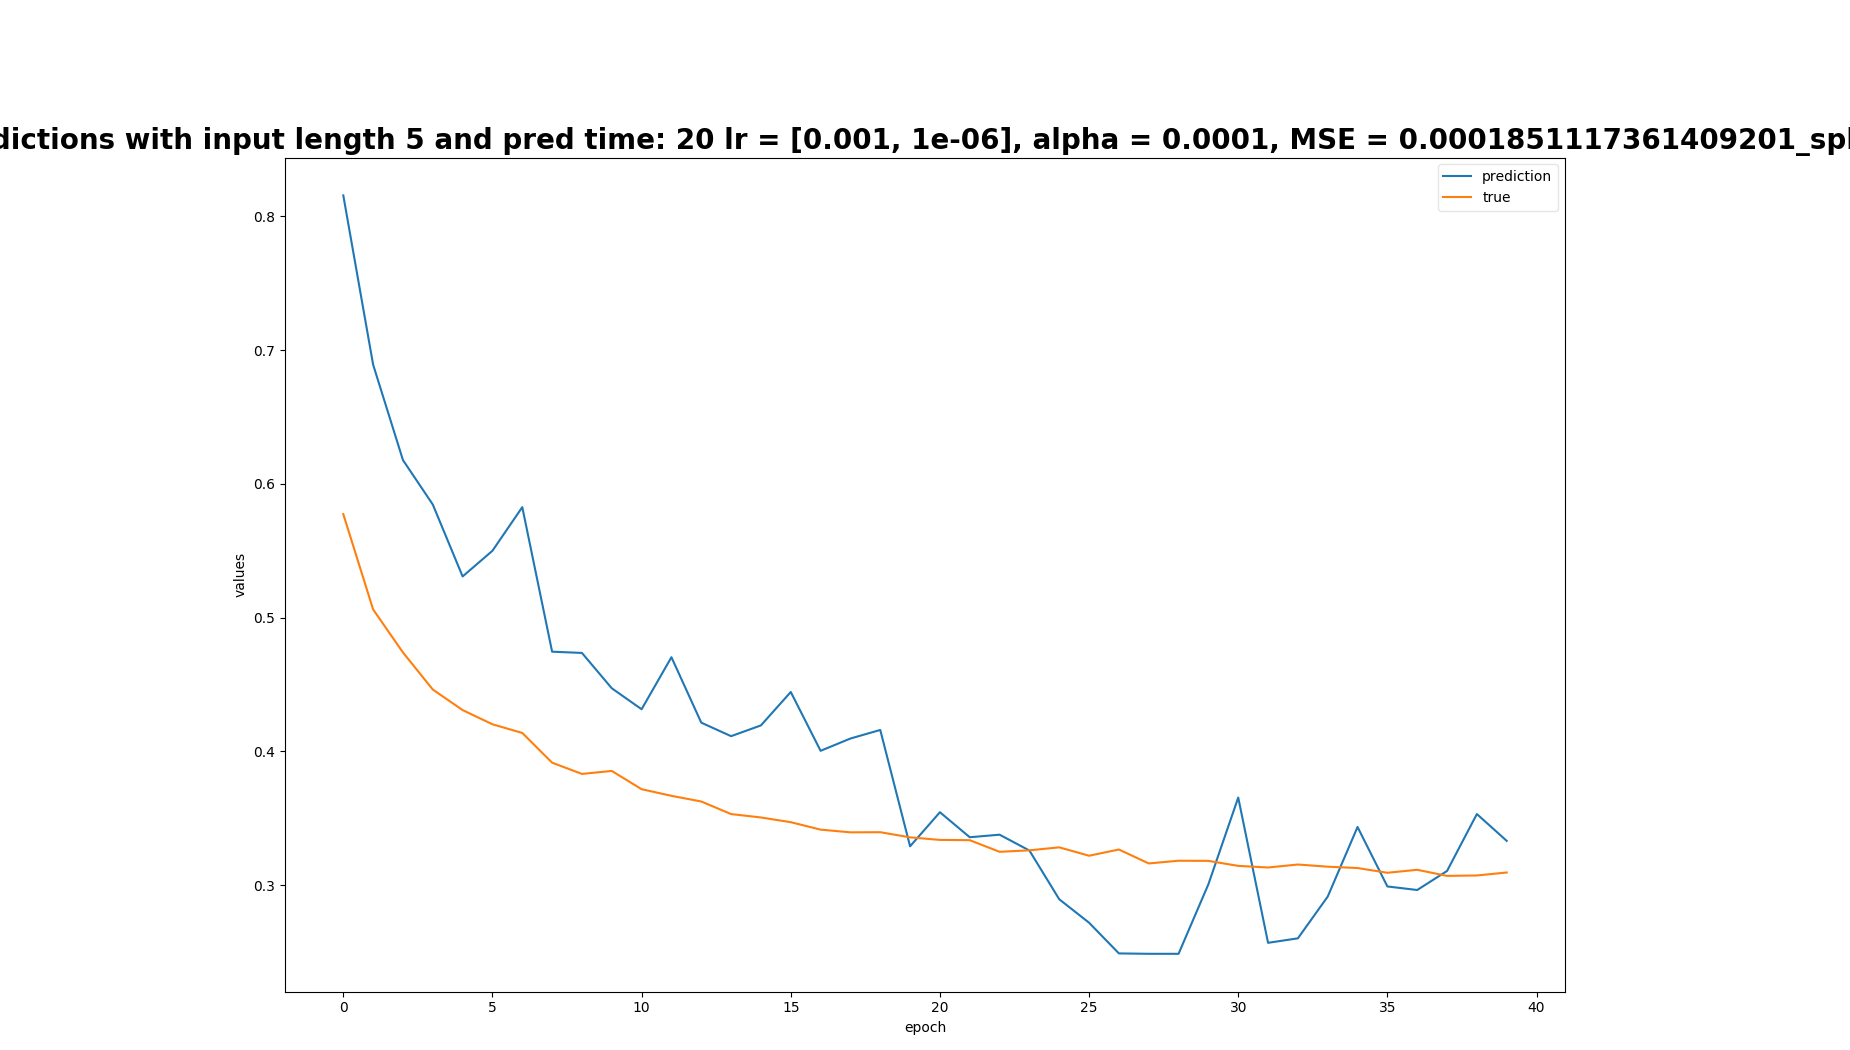 dictions with input length 5 and pred time: 20 lr = [0.001, 1e-06], alpha = 0.0001, MSE = 0.0001851117361409201_spl
prediction
true
0.8
0.7
0.6
0.5
0.4
0.3
values
0 5 10 15 20 25 30 35 40
epoch